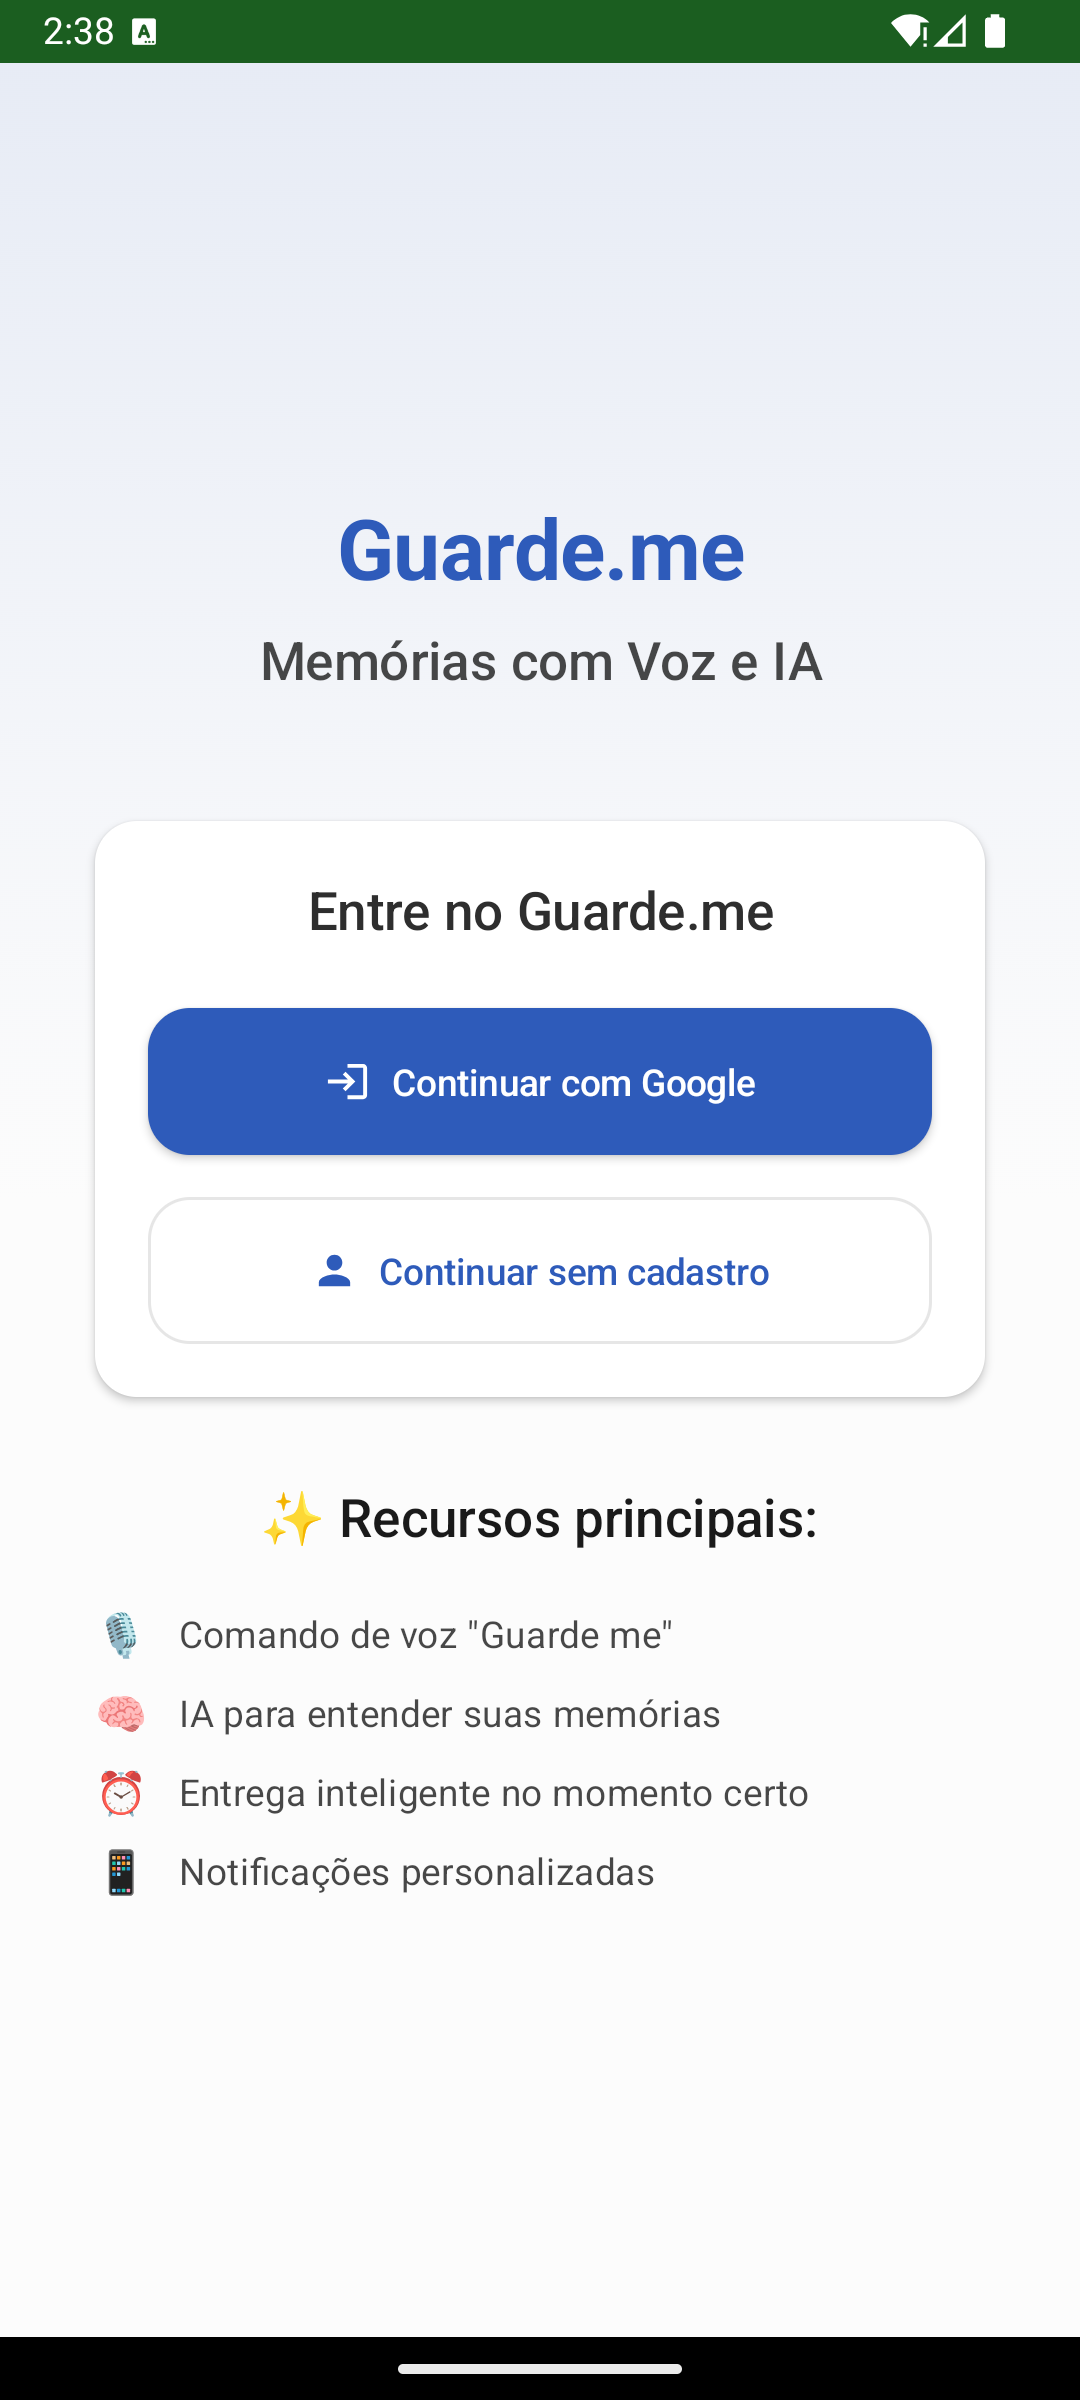 2:38
Guarde.me
Memórias com Voz e IA
Entre no Guarde.me
Continuar com Google
Continuar sem cadastro
✨ Recursos principais:
🎙️ Comando de voz "Guarde me"
🧠 IA para entender suas memórias
⏰ Entrega inteligente no momento certo
📱 Notificações personalizadas